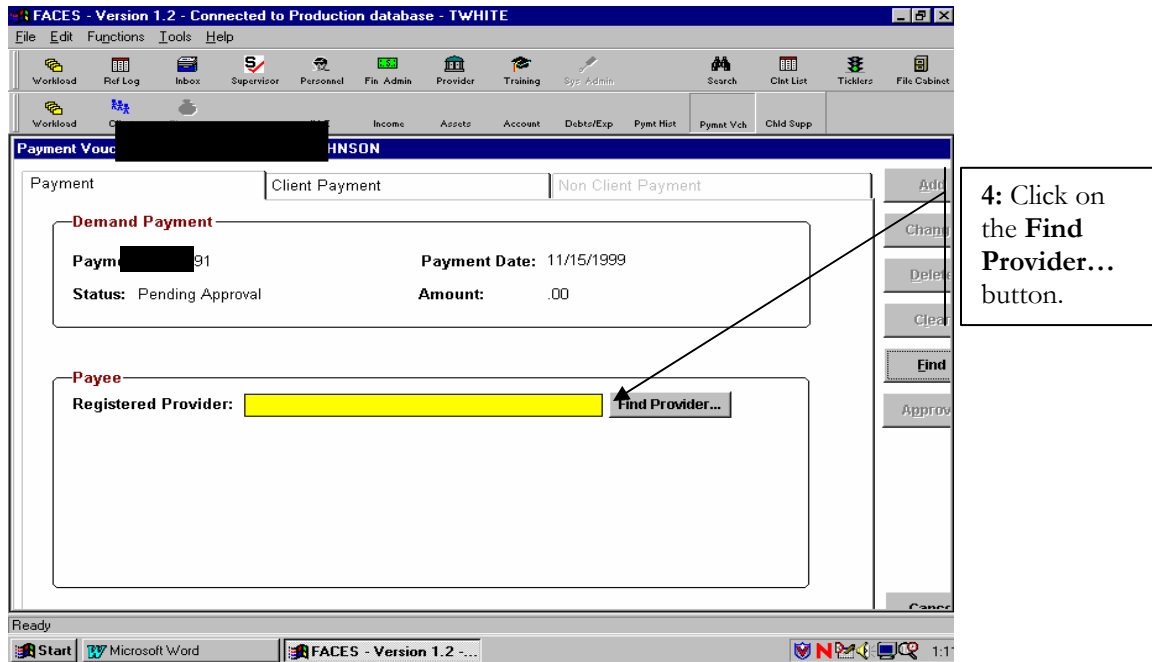 FACES - Version 1.2 - Connected to Production database - TWHITE
File Edit Functions Tools Help
Workload Ref Log Inbox Supervisor Personnel Fin Admin Provider Training Sys Admin Search Clnt List Ticklers File Cabinet
Workload Income Assets Account Debts/Exp Pymt Hist Pymnt Vch Chld Supp
Payment Vouc HNSON
Payment Client Payment Non Client Payment
Add
Demand Payment
Chang
Paym 91 Payment Date: 11/15/1999
Status: Pending Approval Amount: .00
Delete
Clear
4: Click on
the Find
Provider…
button.
Find
Payee
Registered Provider: Find Provider...
Approv
Cance
Ready
Start Microsoft Word FACES - Version 1.2 -... 1:1